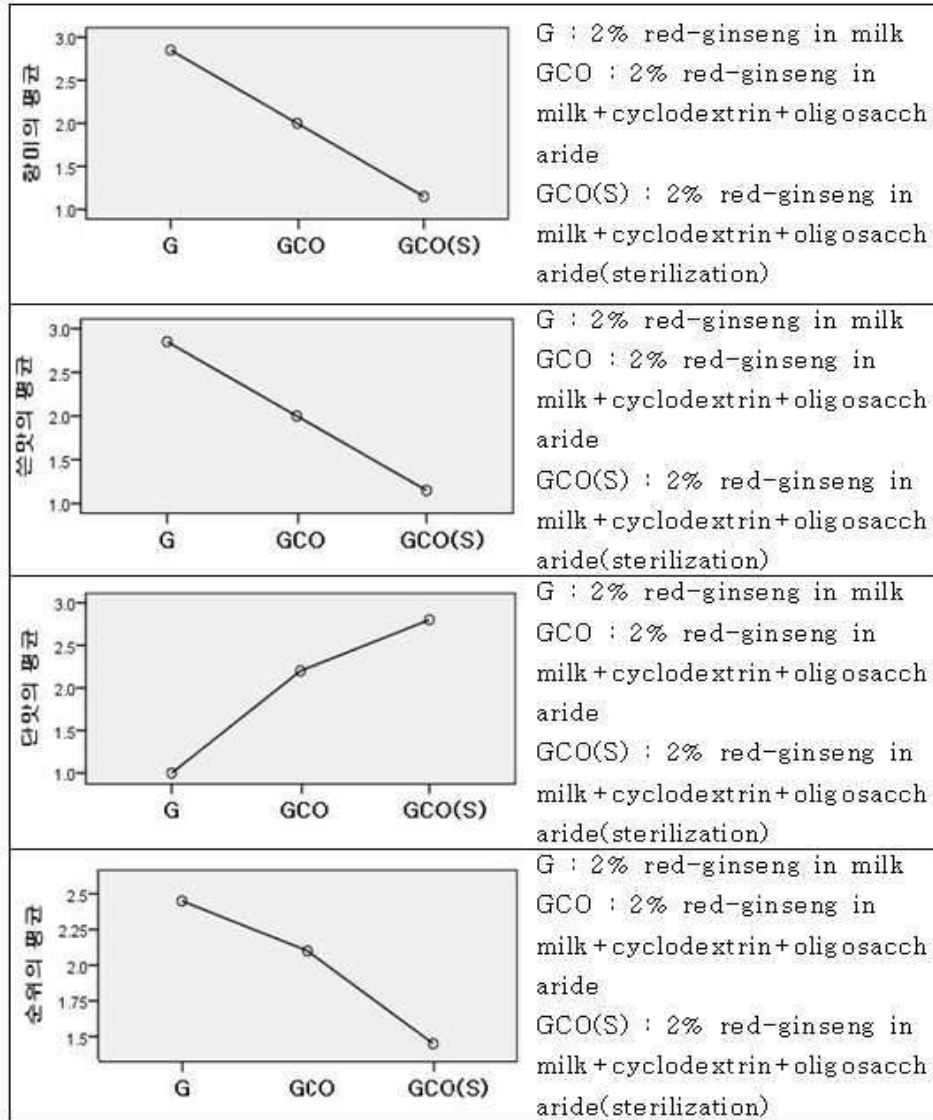 향미의 평균
3.0
2.5
2.0
1.5
1.0
G
GCO
GCO(S)
G : 2% red-ginseng in milk
GCO : 2% red-ginseng in
milk+cyclodextrin+oligosacch
aride
GCO(S) : 2% red-ginseng in
milk+cyclodextrin+oligosacch
aride(sterilization)
쓴맛의 평균
3.0
2.5
2.0
1.5
1.0
G
GCO
GCO(S)
G : 2% red-ginseng in milk
GCO : 2% red-ginseng in
milk+cyclodextrin+oligosacch
aride
GCO(S) : 2% red-ginseng in
milk+cyclodextrin+oligosacch
aride(sterilization)
단맛의 평균
3.0
2.5
2.0
1.5
1.0
G
GCO
GCO(S)
G : 2% red-ginseng in milk
GCO : 2% red-ginseng in
milk+cyclodextrin+oligosacch
aride
GCO(S) : 2% red-ginseng in
milk+cyclodextrin+oligosacch
aride(sterilization)
순위의 평균
2.5
2.25
2.0
1.75
1.5
G
GCO
GCO(S)
G : 2% red-ginseng in milk
GCO : 2% red-ginseng in
milk+cyclodextrin+oligosacch
aride
GCO(S) : 2% red-ginseng in
milk+cyclodextrin+oligosacch
aride(sterilization)